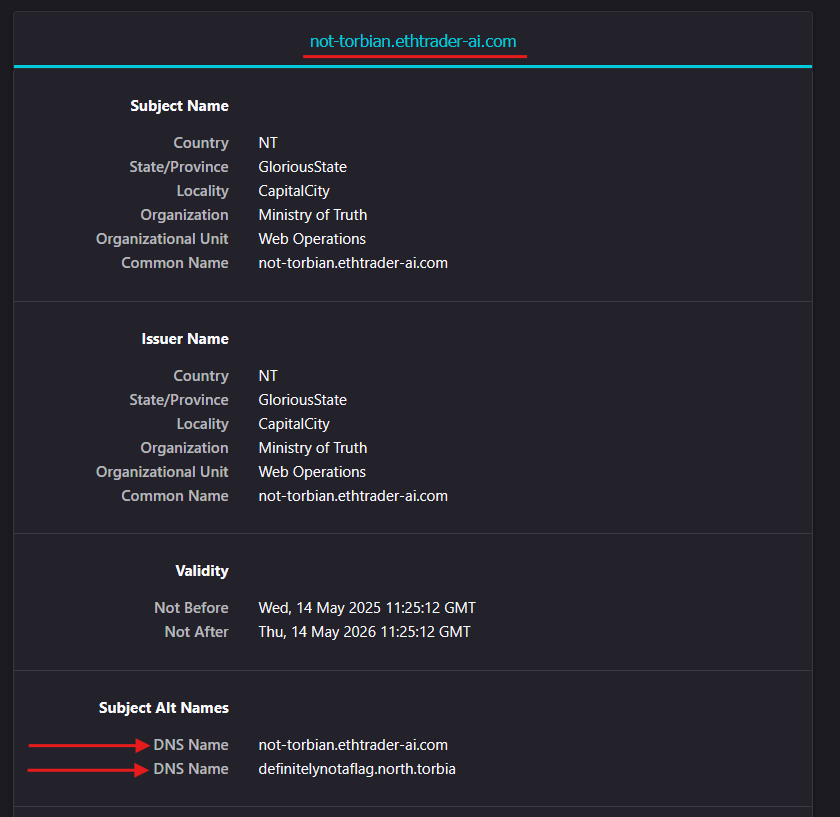 not-torbian.ethtrader-ai.com
Subject Name
Country NT
State/Province GloriousState
Locality CapitalCity
Organization Ministry of Truth
Organizational Unit Web Operations
Common Name not-torbian.ethtrader-ai.com
Issuer Name
Country NT
State/Province GloriousState
Locality CapitalCity
Organization Ministry of Truth
Organizational Unit Web Operations
Common Name not-torbian.ethtrader-ai.com
Validity
Not Before Wed, 14 May 2025 11:25:12 GMT
Not After Thu, 14 May 2026 11:25:12 GMT
Subject Alt Names
DNS Name not-torbian.ethtrader-ai.com
DNS Name definitelynotaflag.north.torbia